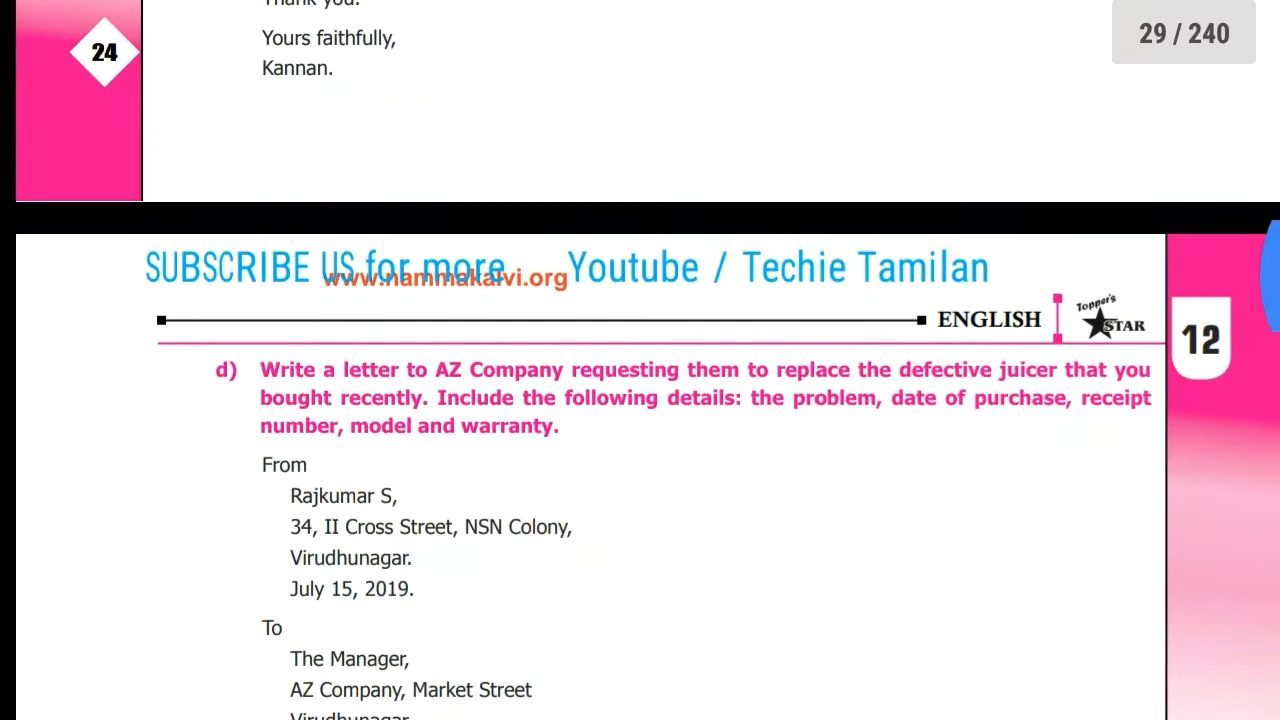 Thank you.
24
Yours faithfully,
Kannan.
29 / 240
SUBSCRIBE US for more Youtube / Techie Tamilan
www.nammakalvi.org
ENGLISH
Topper's
STAR
12
d) Write a letter to AZ Company requesting them to replace the defective juicer that you
bought recently. Include the following details: the problem, date of purchase, receipt
number, model and warranty.
From
Rajkumar S,
34, II Cross Street, NSN Colony,
Virudhunagar.
July 15, 2019.
To
The Manager,
AZ Company, Market Street
Virudhunagar